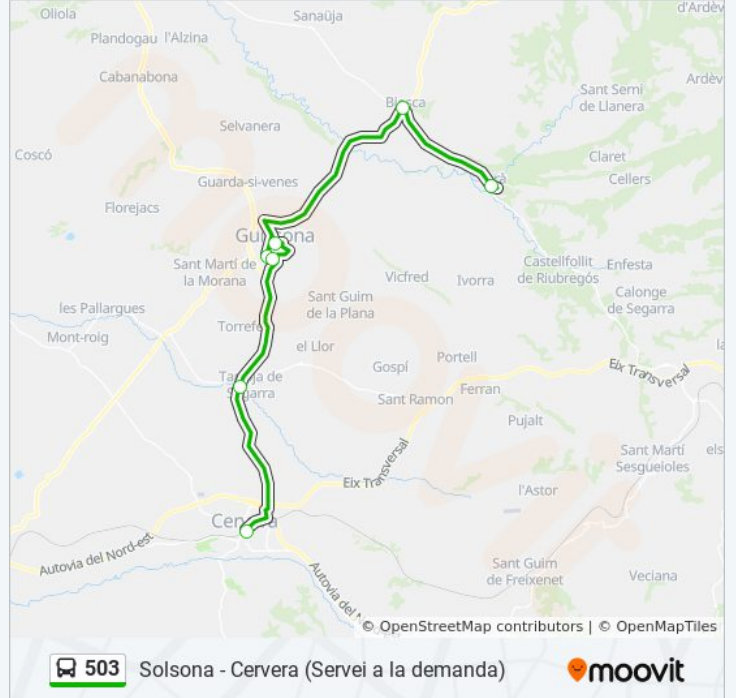 Oliola
Sanaüja
d'Ardèv
Plandogau
l'Alzina
Cabanabona
Ardèv
Sant Semi
de Llanera
Selvanera
Coscó
Claret
Guarda-si-venes
Cellers
Florejacs
Sant Martí de
la Morana
Castellfollit
de Riubregós
Enfesta
Vicfred
Ivorra
Calonge
de Segarra
les Pallargues
Sant Guim
de la Plana
Mont-roig
el Llor
Portell
Gospí
Eix Transversal
Ferran
Sant Ramon
Pujalt
Sant Martí
Sesgueioles
els
Eix Transversal
l'Astor
Autovia del Nord-est
Sant Guim
de Freixenet
Veciana
© OpenStreetMap contributors | © OpenMapTiles
503 Solsona - Cervera (Servei a la demanda)
moovit